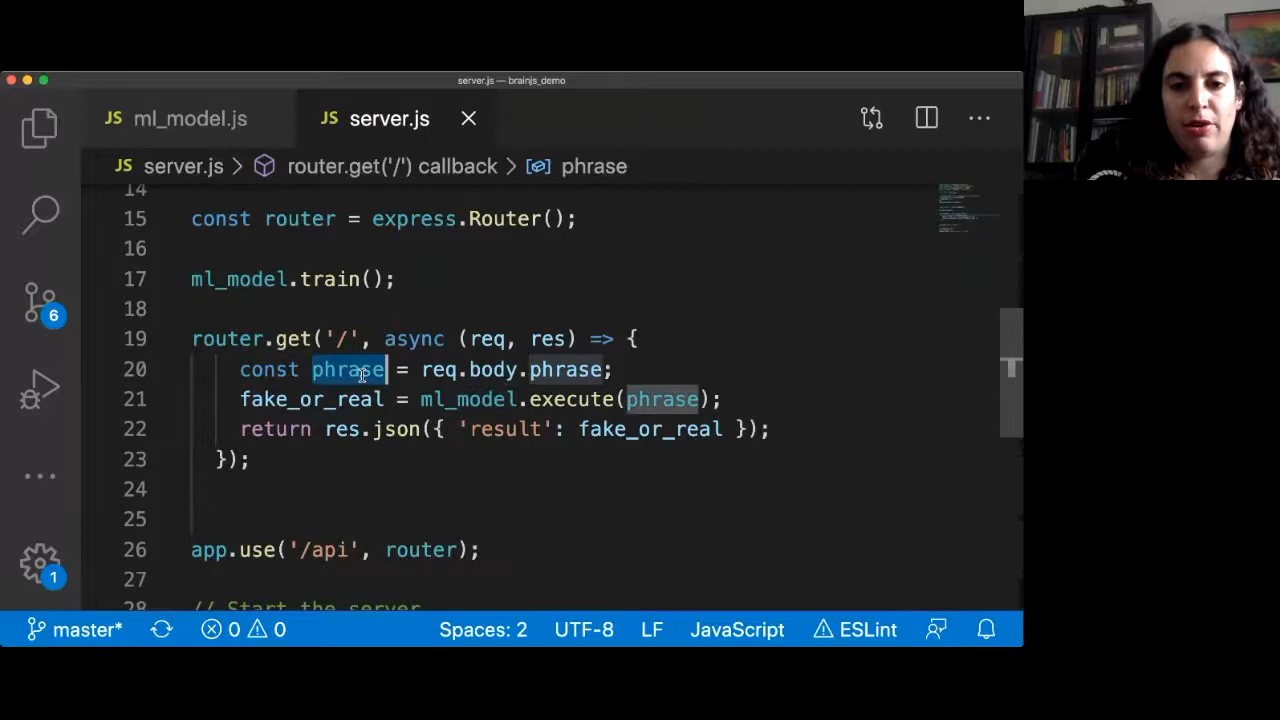 server.js — brainjs_demo
JS ml_model.js JS server.js
JS server.js > router.get('/') callback > phrase
14
15 const router = express.Router();
16
17 ml_model.train();
18
19 router.get('/', async (req, res) => {
20 const phrase = req.body.phrase;
21 fake_or_real = ml_model.execute(phrase);
22 return res.json({ 'result': fake_or_real });
23 });
24
25
26 app.use('/api', router);
27
28 // Start the server
6
1
master* 0 0 Spaces: 2 UTF-8 LF JavaScript ESLint